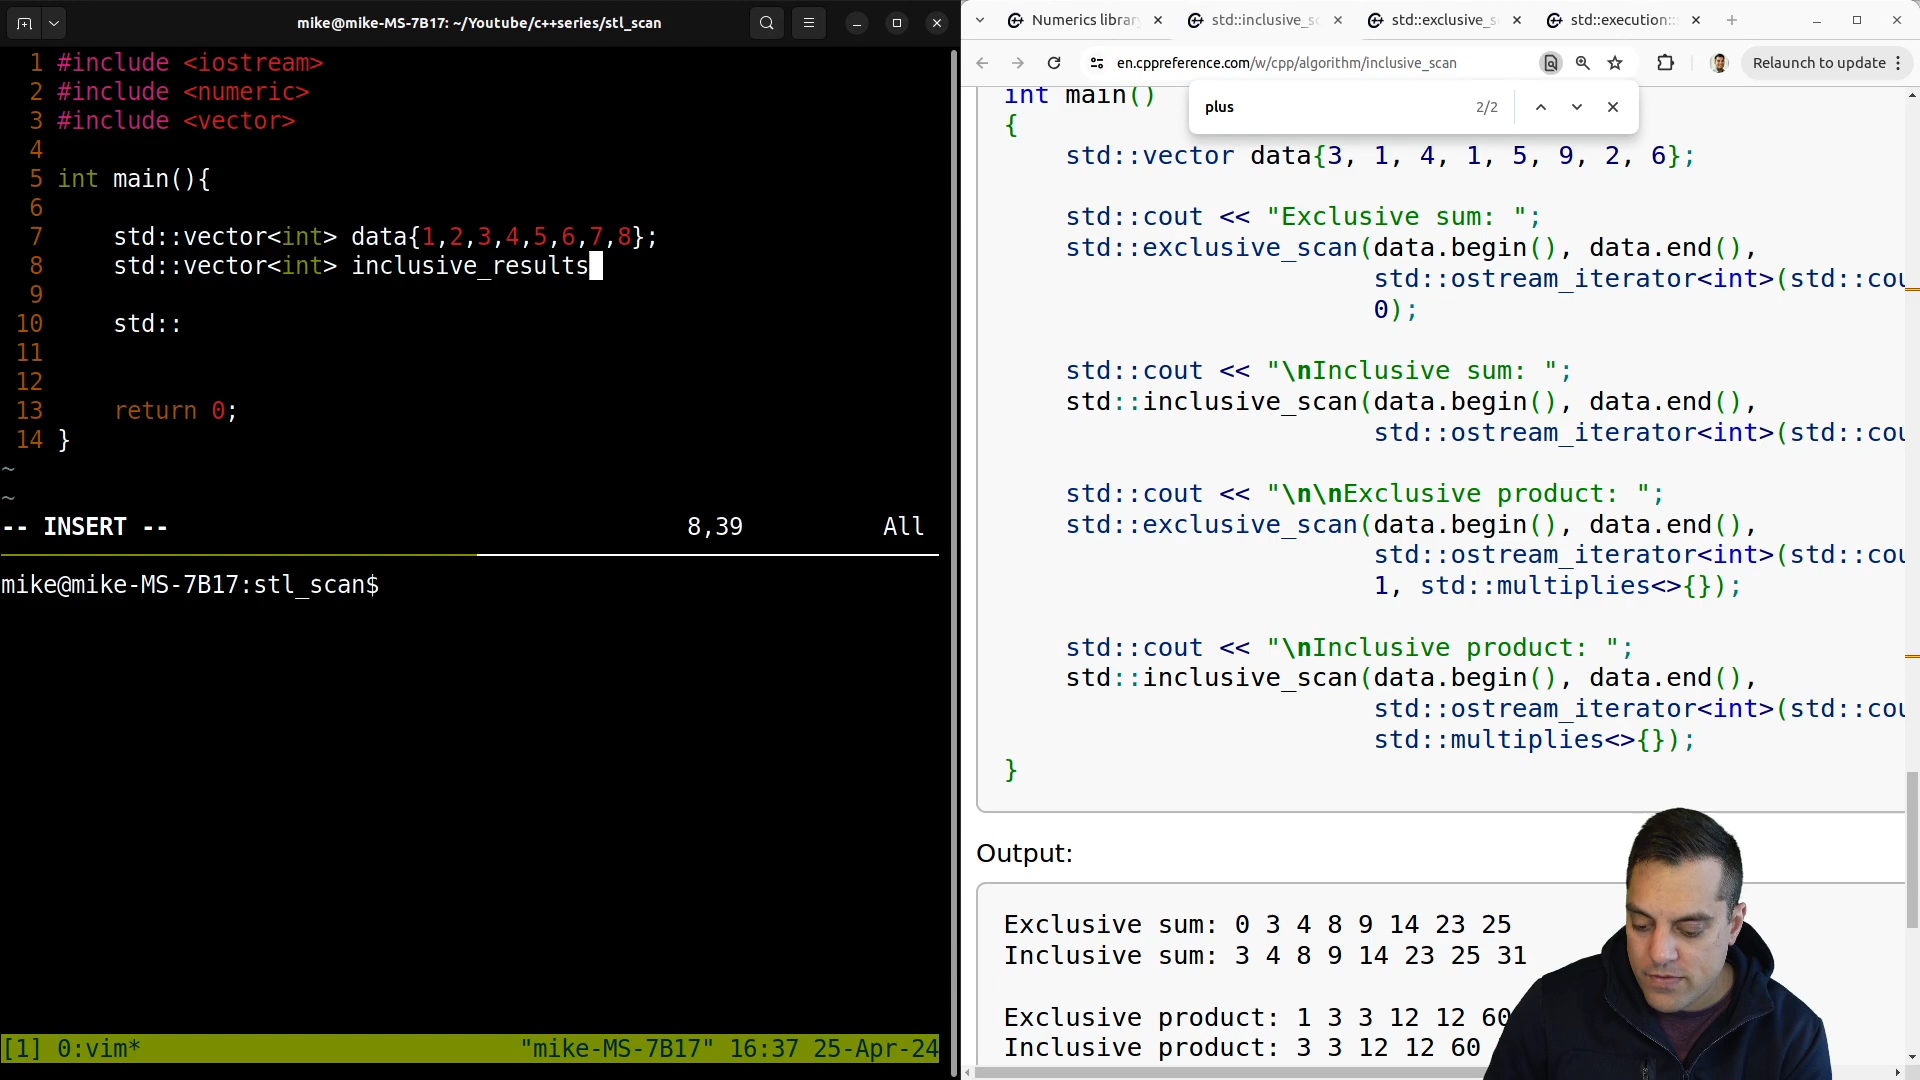 mike@mike-MS-7B17: ~/Youtube/c++series/stl_scan
1 #include <iostream>
2 #include <numeric>
3 #include <vector>
4
5 int main(){
6
7     std::vector<int> data{1,2,3,4,5,6,7,8};
8     std::vector<int> inclusive_results
9
10     std::
11
12
13     return 0;
14 }
~
~
-- INSERT -- 8,39 All
mike@mike-MS-7B17:stl_scan$
[1] 0:vim* "mike-MS-7B17" 16:37 25-Apr-24
Numerics librar std::inclusive_s std::exclusive_s std::execution::
en.cppreference.com/w/cpp/algorithm/inclusive_scan Relaunch to update
plus 2/2
int main()
{
    std::vector data{3, 1, 4, 1, 5, 9, 2, 6};
    std::cout << "Exclusive sum: ";
    std::exclusive_scan(data.begin(), data.end(),
                        std::ostream_iterator<int>(std::cou
                        0);
    std::cout << "\nInclusive sum: ";
    std::inclusive_scan(data.begin(), data.end(),
                        std::ostream_iterator<int>(std::cou
    std::cout << "\n\nExclusive product: ";
    std::exclusive_scan(data.begin(), data.end(),
                        std::ostream_iterator<int>(std::cou
                        1, std::multiplies<>{});
    std::cout << "\nInclusive product: ";
    std::inclusive_scan(data.begin(), data.end(),
                        std::ostream_iterator<int>(std::cou
                        std::multiplies<>{});
}
Output:
Exclusive sum: 0 3 4 8 9 14 23 25
Inclusive sum: 3 4 8 9 14 23 25 31
Exclusive product: 1 3 3 12 12 60
Inclusive product: 3 3 12 12 60